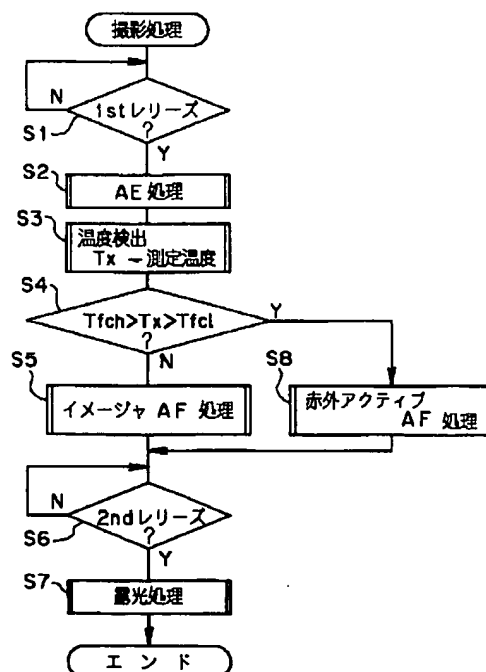 撮影処理
N
1stレリーズ
?
S1
Y
S2
AE 処理
S3
温度検出
Tx ー測定温度
S4
Tfch>Tx>Tfcl
?
Y
N
S5
イメージャ AF 処理
S8
赤外アクティブ
AF 処理
N
2ndレリーズ
?
S6
Y
S7
露光処理
エンド